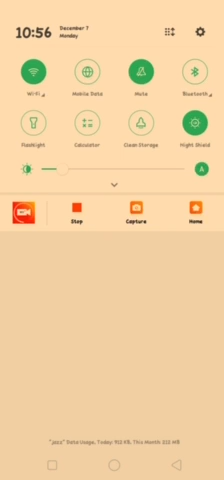 10:56
December 7
Monday
Wi-Fi
Mobile Data
Mute
Bluetooth
Flashlight
Calculator
Clean Storage
Night Shield
A
Stop
Capture
Home
"Jazz" Data Usage, Today: 912 KB, This Month: 222 MB